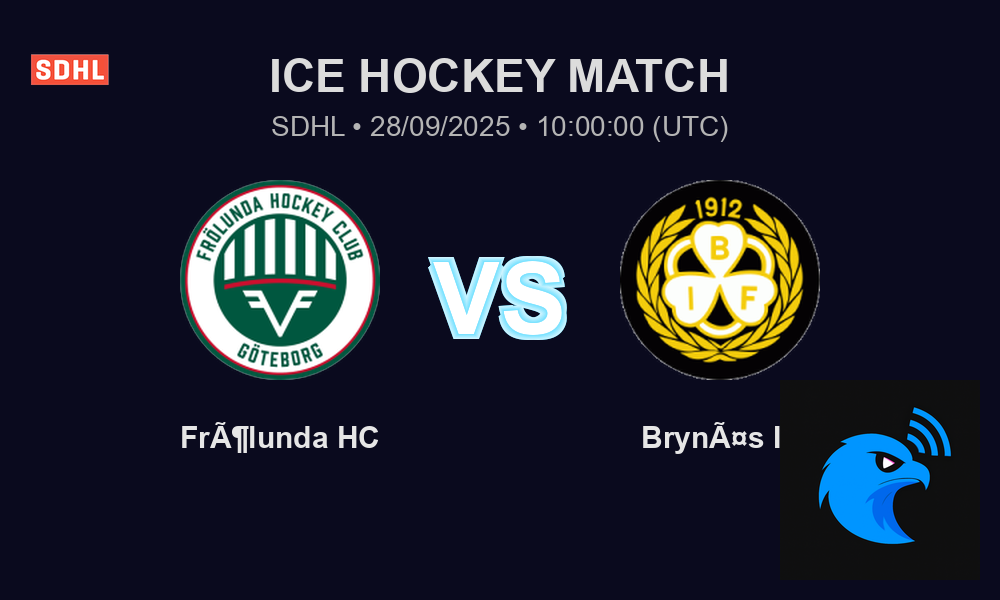 SDHL
ICE HOCKEY MATCH
SDHL • 28/09/2025 • 10:00:00 (UTC)
FRÖLUNDA HOCKEY CLUB
GÖTEBORG
VS
1912
B
I F
FrÃ¶lunda HC
BrynÃ¤s I